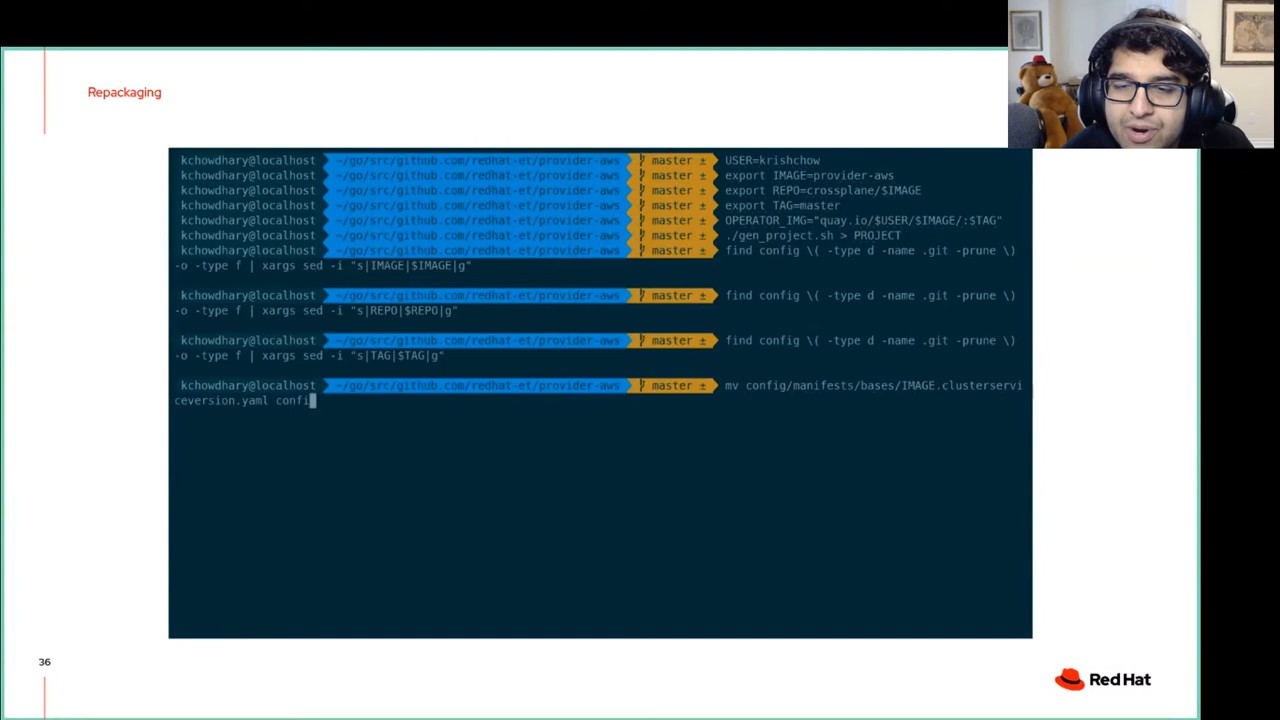 Repackaging
kchowdhary@localhost ~/go/src/github.com/redhat-et/provider-aws master ± USER=krishchow
kchowdhary@localhost ~/go/src/github.com/redhat-et/provider-aws master ± export IMAGE=provider-aws
kchowdhary@localhost ~/go/src/github.com/redhat-et/provider-aws master ± export REPO=crossplane/$IMAGE
kchowdhary@localhost ~/go/src/github.com/redhat-et/provider-aws master ± export TAG=master
kchowdhary@localhost ~/go/src/github.com/redhat-et/provider-aws master ± OPERATOR_IMG="quay.io/$USER/$IMAGE/:$TAG"
kchowdhary@localhost ~/go/src/github.com/redhat-et/provider-aws master ± ./gen_project.sh > PROJECT
kchowdhary@localhost ~/go/src/github.com/redhat-et/provider-aws master ± find config \( -type d -name .git -prune \)
-o -type f | xargs sed -i "s|IMAGE|$IMAGE|g"
kchowdhary@localhost ~/go/src/github.com/redhat-et/provider-aws master ± find config \( -type d -name .git -prune \)
-o -type f | xargs sed -i "s|REPO|$REPO|g"
kchowdhary@localhost ~/go/src/github.com/redhat-et/provider-aws master ± find config \( -type d -name .git -prune \)
-o -type f | xargs sed -i "s|TAG|$TAG|g"
kchowdhary@localhost ~/go/src/github.com/redhat-et/provider-aws master ± mv config/manifests/bases/IMAGE.clusterservi
ceversion.yaml confi
36
Red Hat